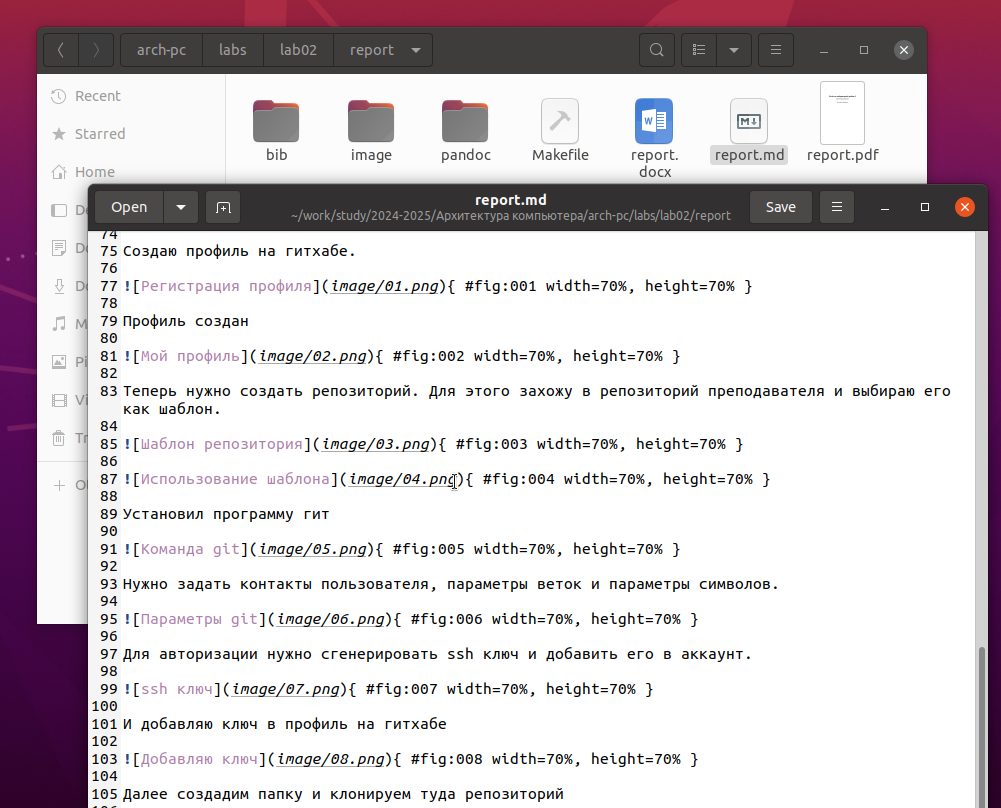 arch-pc labs lab02 report
Recent
Starred
Home
bib image pandoc Makefile report. report.md report.pdf
docx
Open report.md Save
~/work/study/2024-2025/Архитектура компьютера/arch-pc/labs/lab02/report
74
75 Создаю профиль на гитхабе.
76
77 ![Регистрация профиля](image/01.png){ #fig:001 width=70%, height=70% }
78
79 Профиль создан
80
81 ![Мой профиль](image/02.png){ #fig:002 width=70%, height=70% }
82
83 Теперь нужно создать репозиторий. Для этого захожу в репозиторий преподавателя и выбираю его
как шаблон.
84
85 ![Шаблон репозитория](image/03.png){ #fig:003 width=70%, height=70% }
86
87 ![Использование шаблона](image/04.png){ #fig:004 width=70%, height=70% }
88
89 Установил программу гит
90
91 ![Команда git](image/05.png){ #fig:005 width=70%, height=70% }
92
93 Нужно задать контакты пользователя, параметры веток и параметры символов.
94
95 ![Параметры git](image/06.png){ #fig:006 width=70%, height=70% }
96
97 Для авторизации нужно сгенерировать ssh ключ и добавить его в аккаунт.
98
99 ![ssh ключ](image/07.png){ #fig:007 width=70%, height=70% }
100
101 И добавляю ключ в профиль на гитхабе
102
103 ![Добавляю ключ](image/08.png){ #fig:008 width=70%, height=70% }
104
105 Далее создадим папку и клонируем туда репозиторий